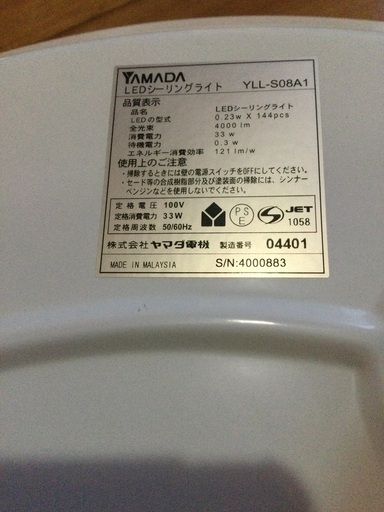 YAMADA
LEDシーリングライト YLL-S08A1
品質表示
品名 LEDシーリングライト
LEDの型式 0.23w X 144pcs
全光束 4000 lm
消費電力 33 w
待機電力 0.3 w
エネルギー消費効率 121 lm/w
使用上のご注意
・掃除するときには壁の電源スイッチをOFFにしてください。
・セード等の合成樹脂部分及び塗装面の掃除には、シンナー
ベンジンなどを使用しないでください。
定格電圧 100V
定格消費電力 33W
定格周波数 50/60Hz
PS
E
JET
1058
株式会社 ヤマダ電機 製造番号 04401
MADE IN MALAYSIA S/N:4000883